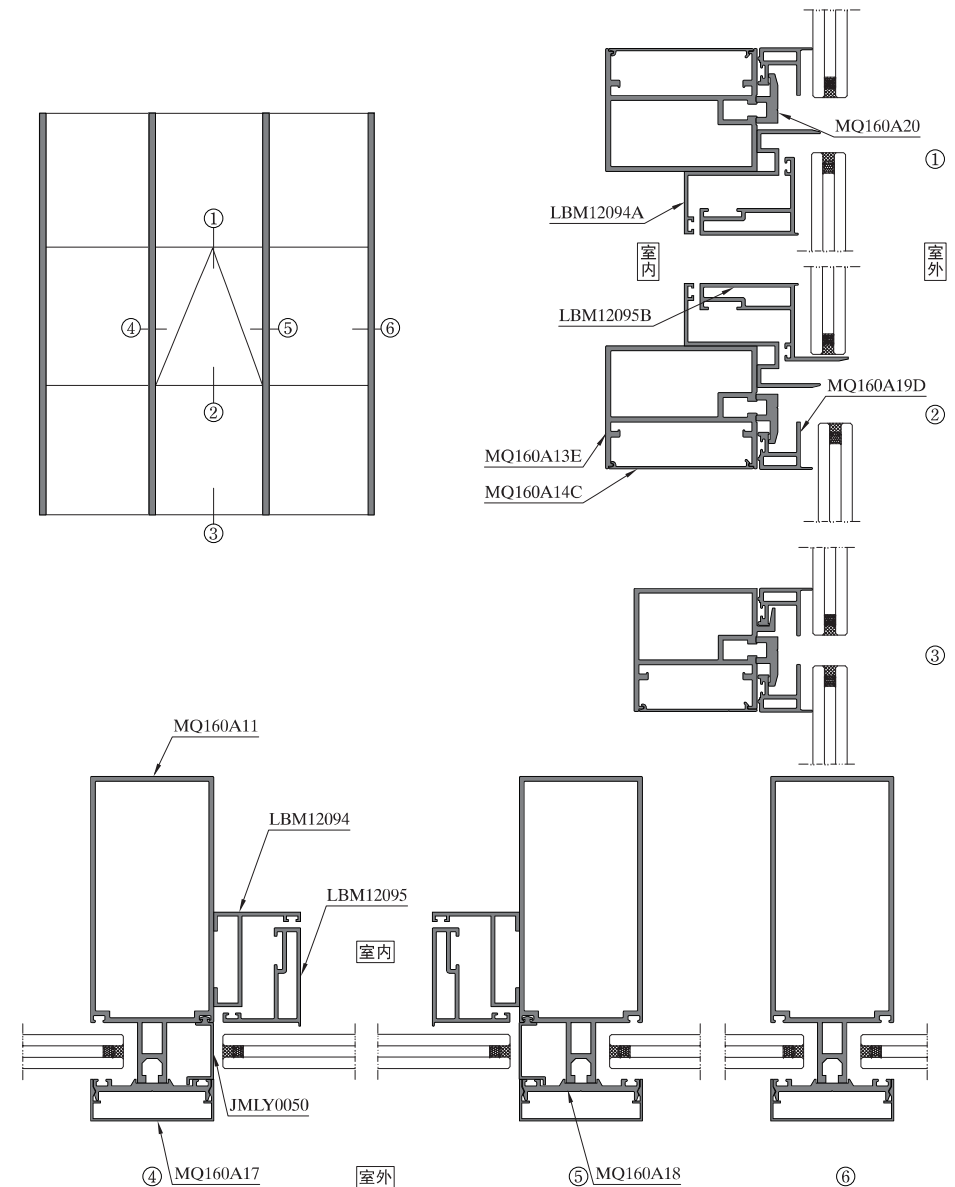 ①
④
⑤
⑥
②
③
MQ160A20
①
LBM12094A
室内
室外
LBM12095B
MQ160A19D
②
MQ160A13E
MQ160A14C
③
MQ160A11
LBM12094
LBM12095
室内
JMLY0050
④
MQ160A17
室外
⑤
MQ160A18
⑥